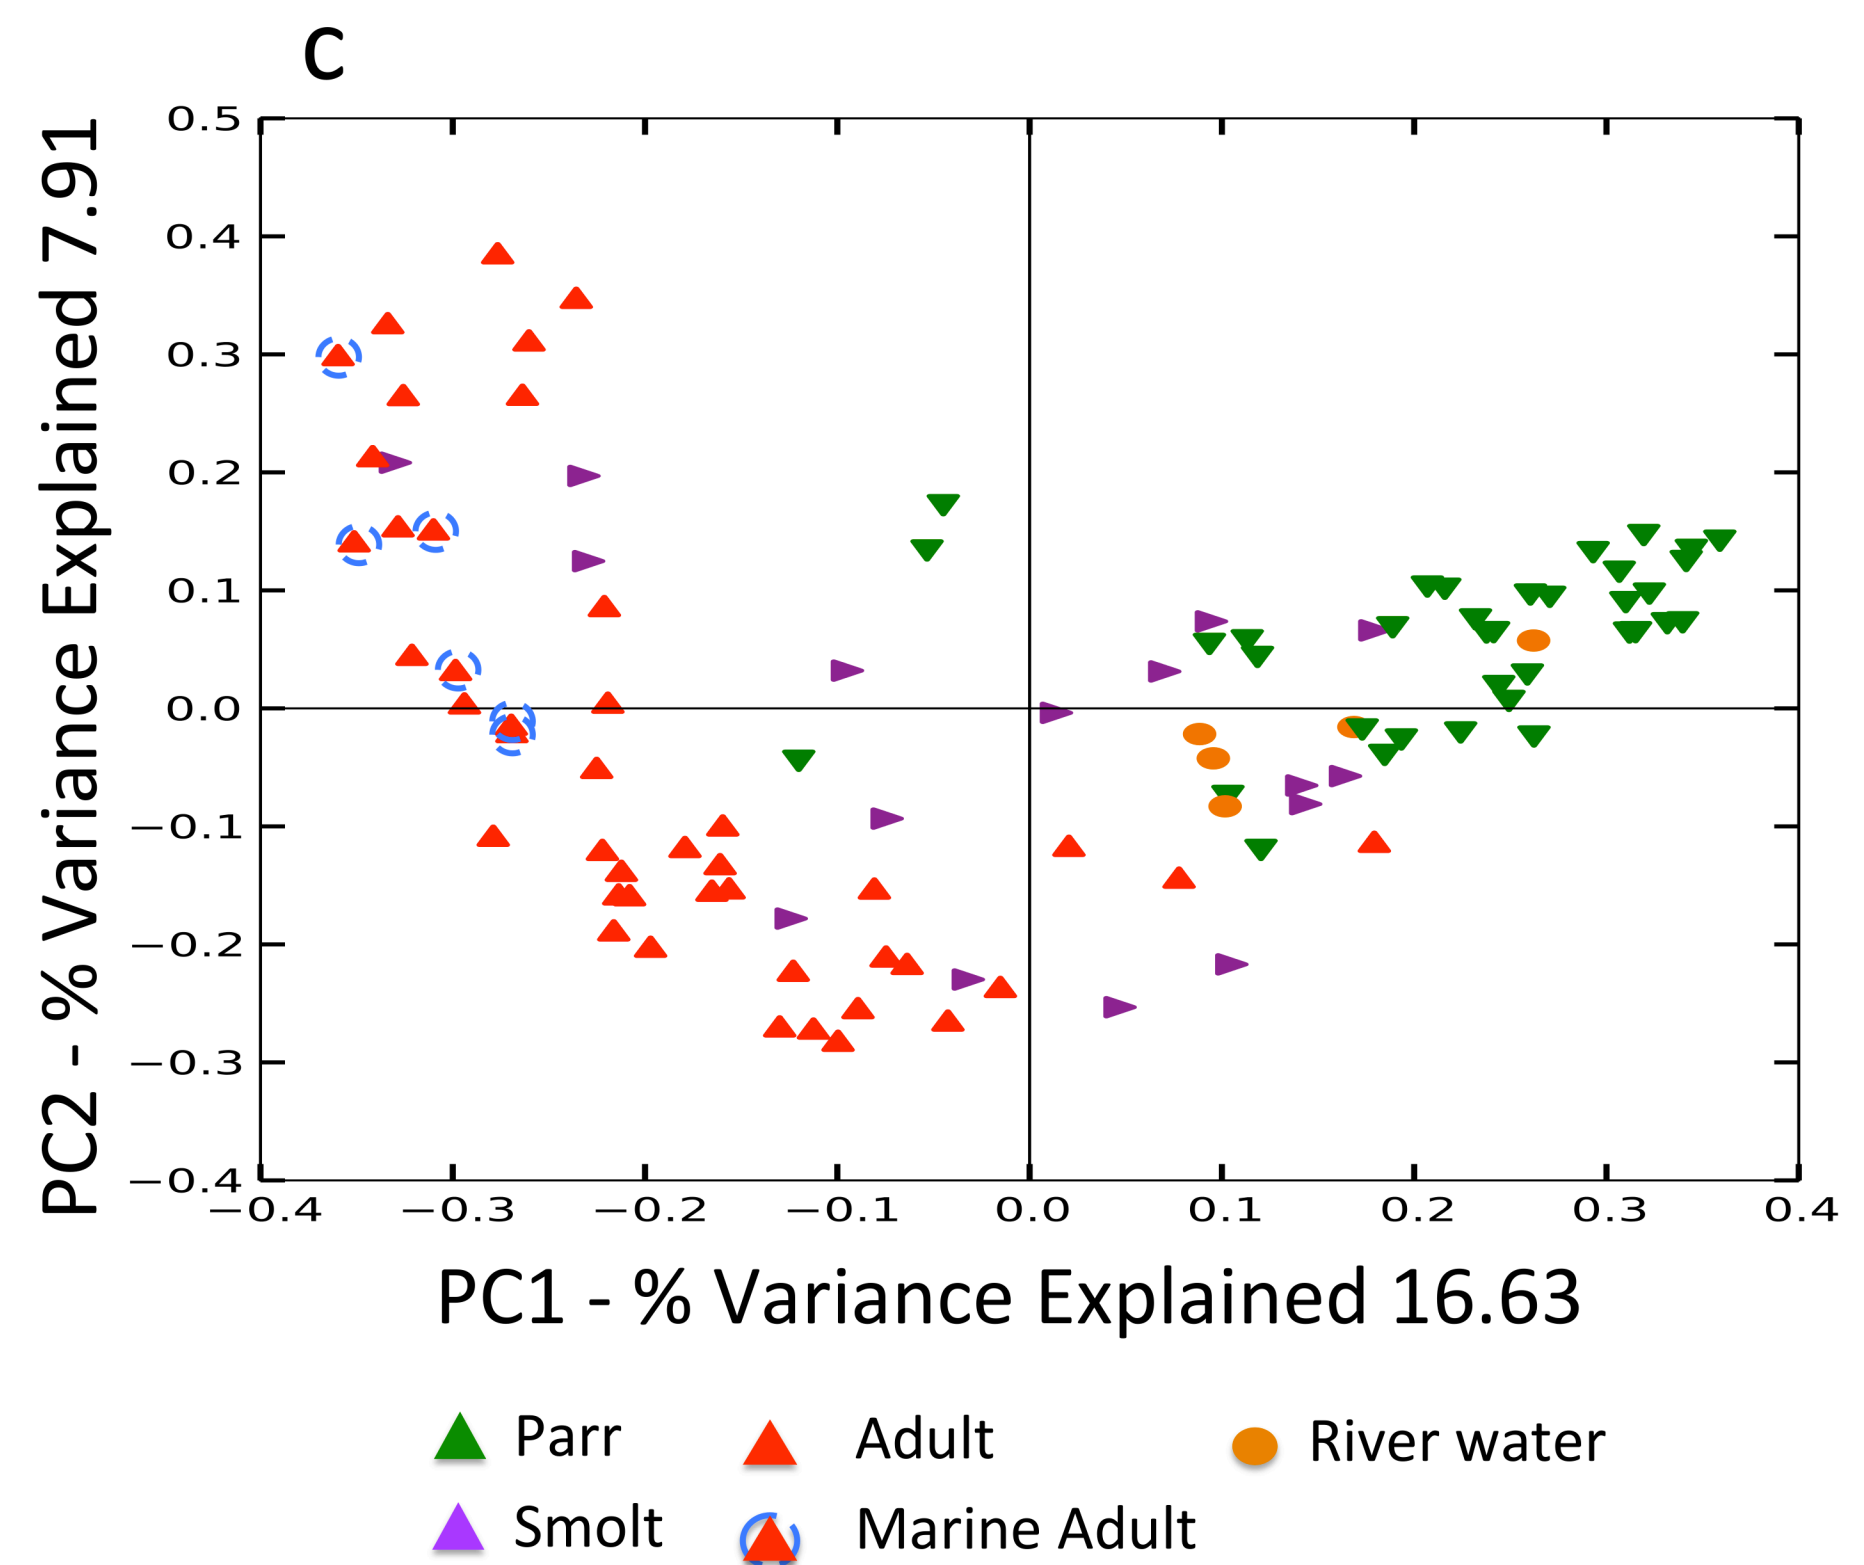 C
PC2 - % Variance Explained 7.91
0.5
0.4
0.3
0.2
0.1
0.0
−0.1
−0.2
−0.3
−0.4
−0.4 −0.3 −0.2 −0.1 0.0 0.1 0.2 0.3 0.4
PC1 - % Variance Explained 16.63
Parr Adult River water
Smolt Marine Adult